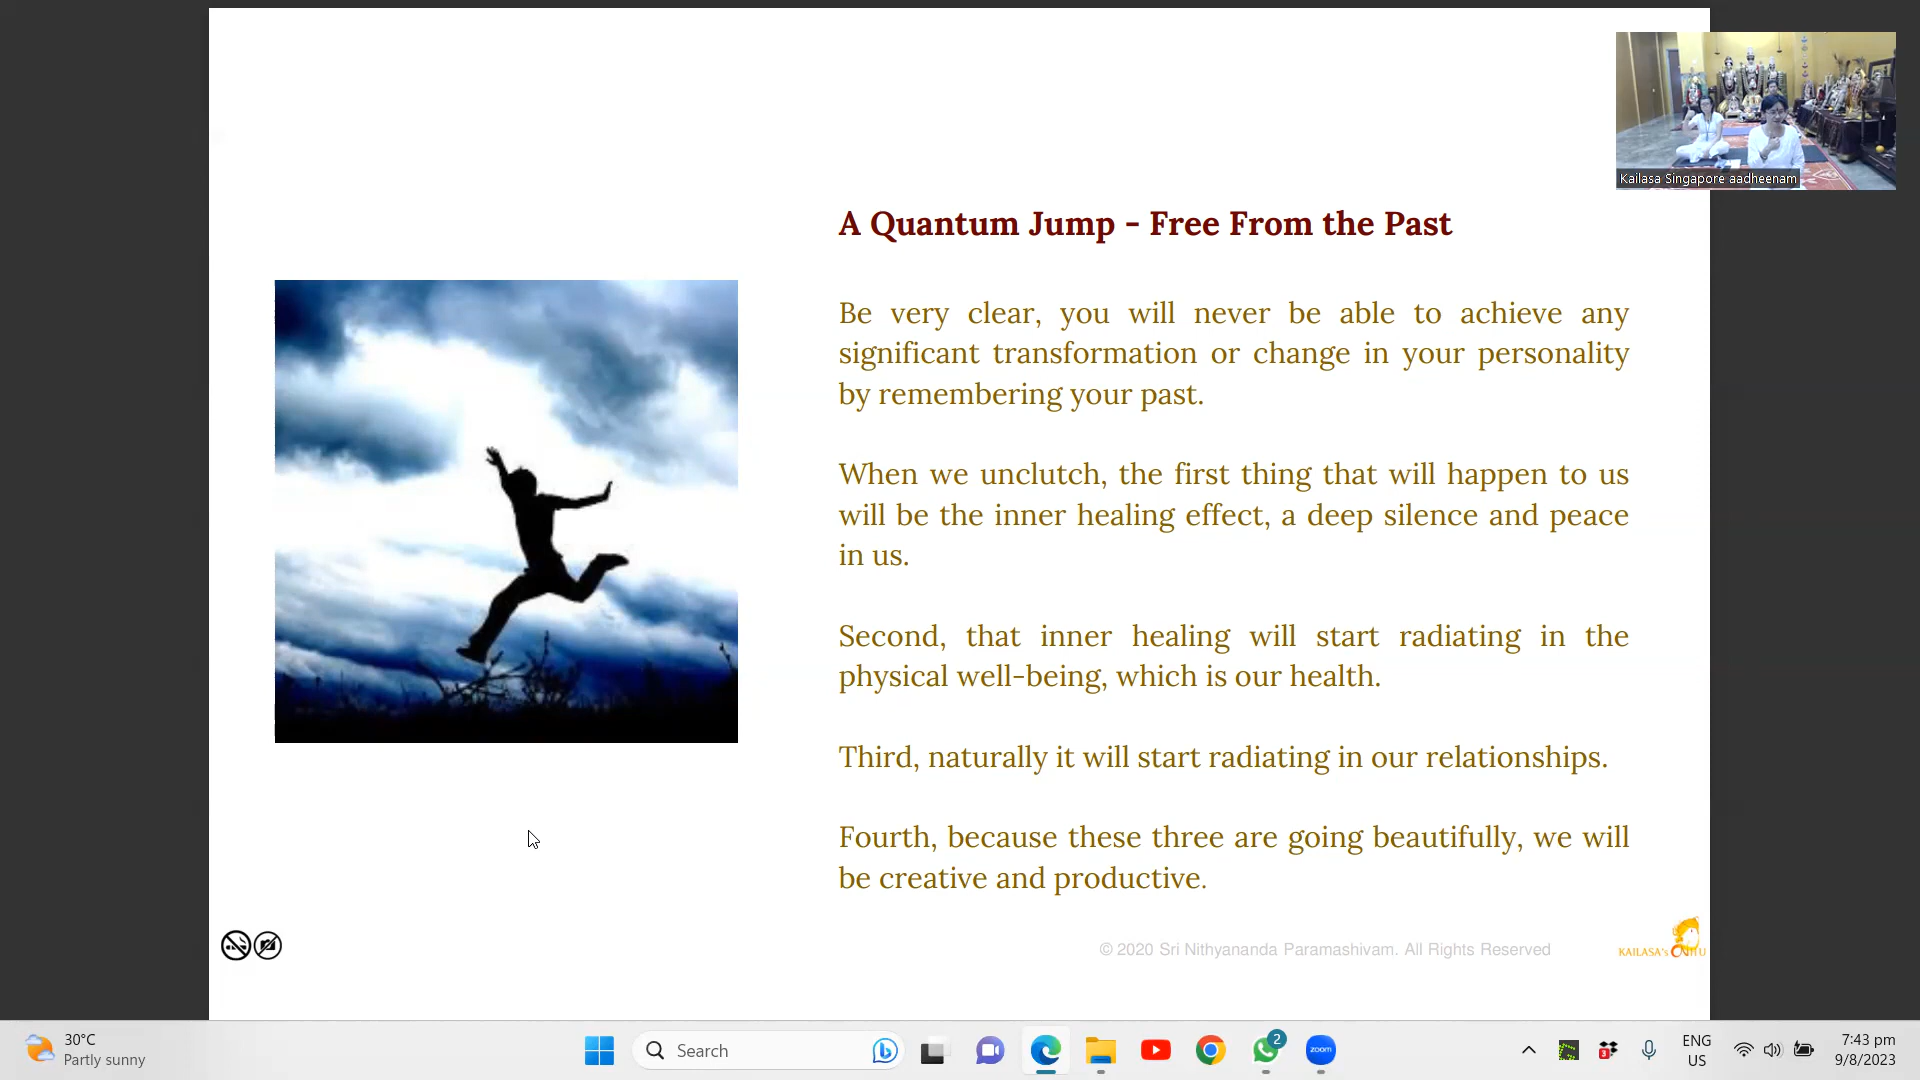 Kailasa Singapore aadheenam
A Quantum Jump - Free From the Past
Be very clear, you will never be able to achieve any
significant transformation or change in your personality
by remembering your past.
When we unclutch, the first thing that will happen to us
will be the inner healing effect, a deep silence and peace
in us.
Second, that inner healing will start radiating in the
physical well-being, which is our health.
Third, naturally it will start radiating in our relationships.
Fourth, because these three are going beautifully, we will
be creative and productive.
© 2020 Sri Nithyananda Paramashivam. All Rights Reserved
KAILASA's
30°C
Partly sunny
Search
2
zoom
3
ENG
US
7:43 pm
9/8/2023